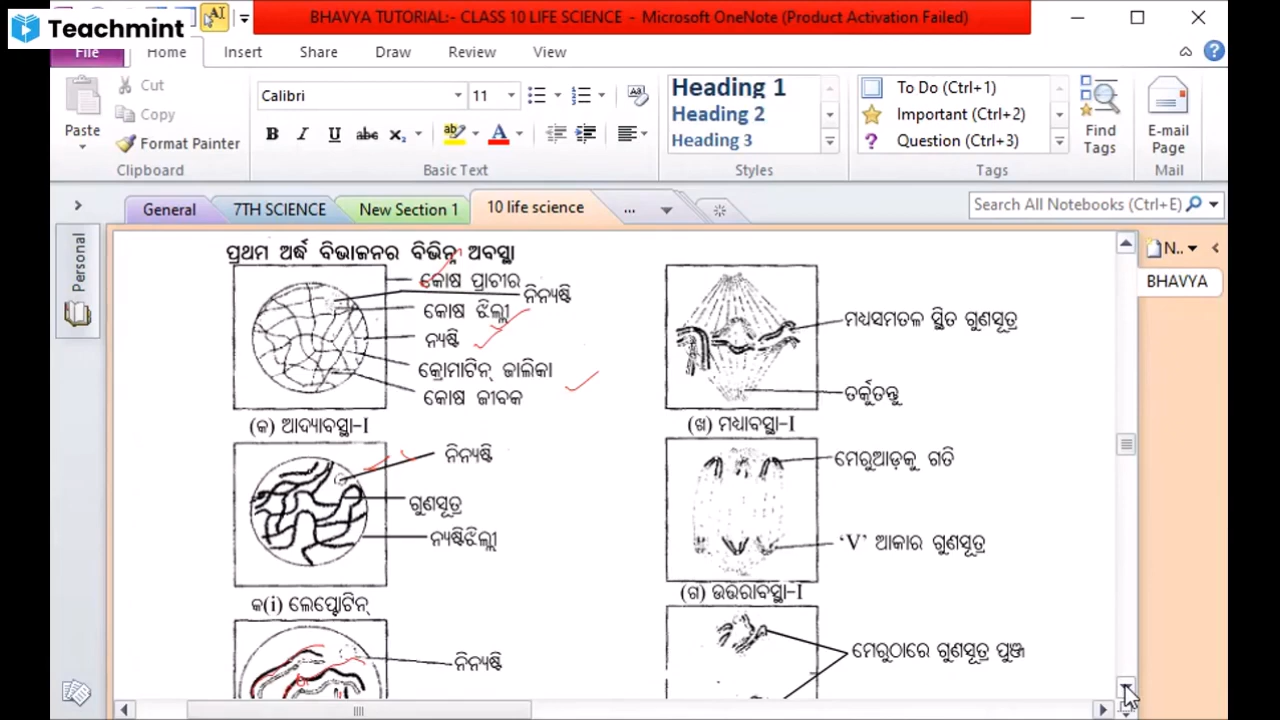 Teachmint
BHAVYA TUTORIAL:- CLASS 10 LIFE SCIENCE - Microsoft OneNote (Product Activation Failed)
File Home Insert Share Draw Review View
Paste
Cut
Copy
Format Painter
Clipboard
Calibri 11
B I U abc X₂
Basic Text
Heading 1
Heading 2
Heading 3
Styles
To Do (Ctrl+1)
Important (Ctrl+2)
Question (Ctrl+3)
Tags
Find Tags
E-mail Page
Mail
General 7TH SCIENCE New Section 1 10 life science ...
Search All Notebooks (Ctrl+E)
Personal
N..
BHAVYA
ପ୍ରଥମ ଅର୍ଦ୍ଧ ବିଭାଜନର ବିଭିନ୍ନ ଅବସ୍ଥା
କୋଷ ପ୍ରାଚୀର
ନିନ୍ୟଷ୍ଟି
କୋଷ ଝିଲ୍ଲୀ
ନ୍ୟଷ୍ଟି
କ୍ରୋମାଟିନ୍ ଜାଲିକା
କୋଷ ଜୀବକ
(କ) ଆଦ୍ୟାବସ୍ଥା-I
ନିନ୍ୟଷ୍ଟି
ଗୁଣସୂତ୍ର
ନ୍ୟଷ୍ଟିଝିଲ୍ଲୀ
କ(i) ଲେପ୍ଟୋଟିନ୍
ନିନ୍ୟଷ୍ଟି
ମଧ୍ୟସମତଳ ସ୍ଥିତ ଗୁଣସୂତ୍ର
ତର୍କୁତନ୍ତୁ
(ଖ) ମଧ୍ୟାବସ୍ଥା-I
ମେରୁଆଡ଼କୁ ଗତି
'V' ଆକାର ଗୁଣସୂତ୍ର
(ଗ) ଉତ୍ତରାବସ୍ଥା-I
ମେରୁଠାରେ ଗୁଣସୂତ୍ର ପୁଞ୍ଜ